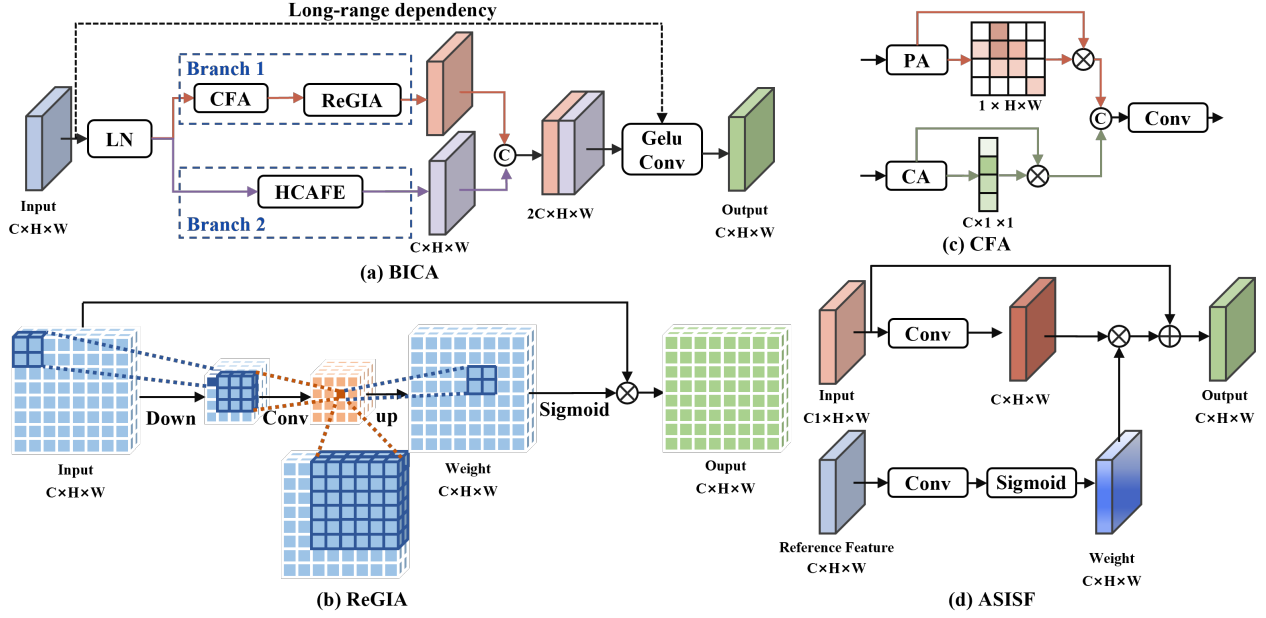 Long-range dependency
Branch 1
CFA
ReGIA
LN
HCAFE
Branch 2
C
Gelu
Conv
Input
C×H×W
C×H×W
2C×H×W
Output
C×H×W
(a) BICA
PA
1 × H×W
C
Conv
CA
C×1 ×1
(c) CFA
Down
Conv
up
Sigmoid
Input
C×H×W
Weight
C×H×W
Ouput
C×H×W
(b) ReGIA
Input
C1×H×W
Conv
C×H×W
Output
C×H×W
Conv
Sigmoid
Reference Feature
C×H×W
Weight
C×H×W
(d) ASISF